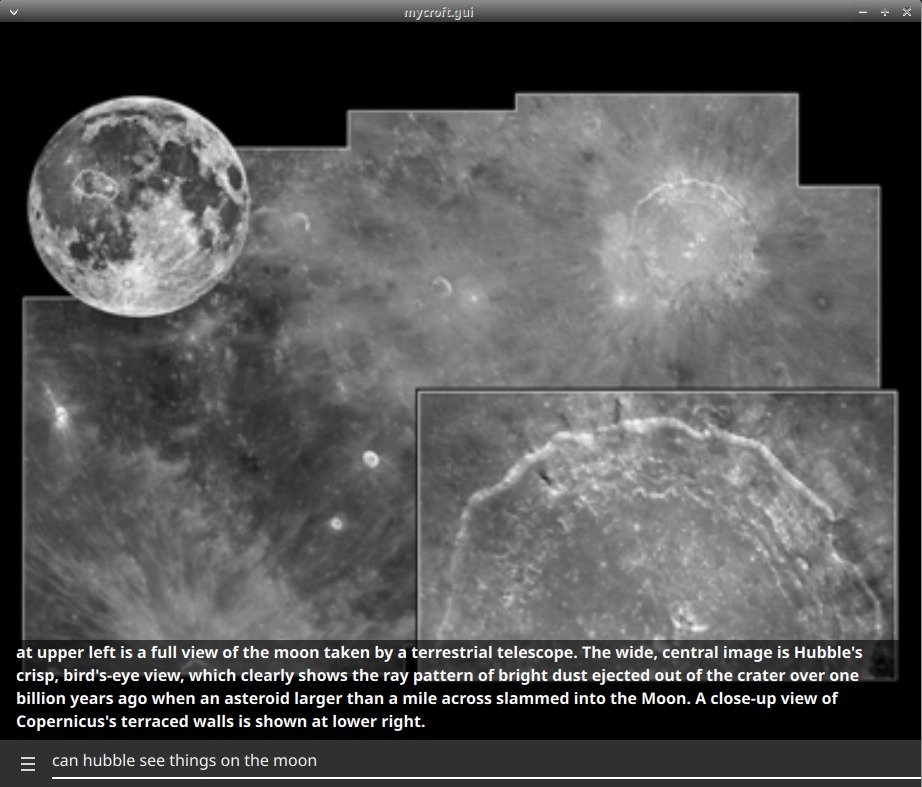 mycroft.gui
at upper left is a full view of the moon taken by a terrestrial telescope. The wide, central image is Hubble's
crisp, bird's-eye view, which clearly shows the ray pattern of bright dust ejected out of the crater over one
billion years ago when an asteroid larger than a mile across slammed into the Moon. A close-up view of
Copernicus's terraced walls is shown at lower right.
can hubble see things on the moon